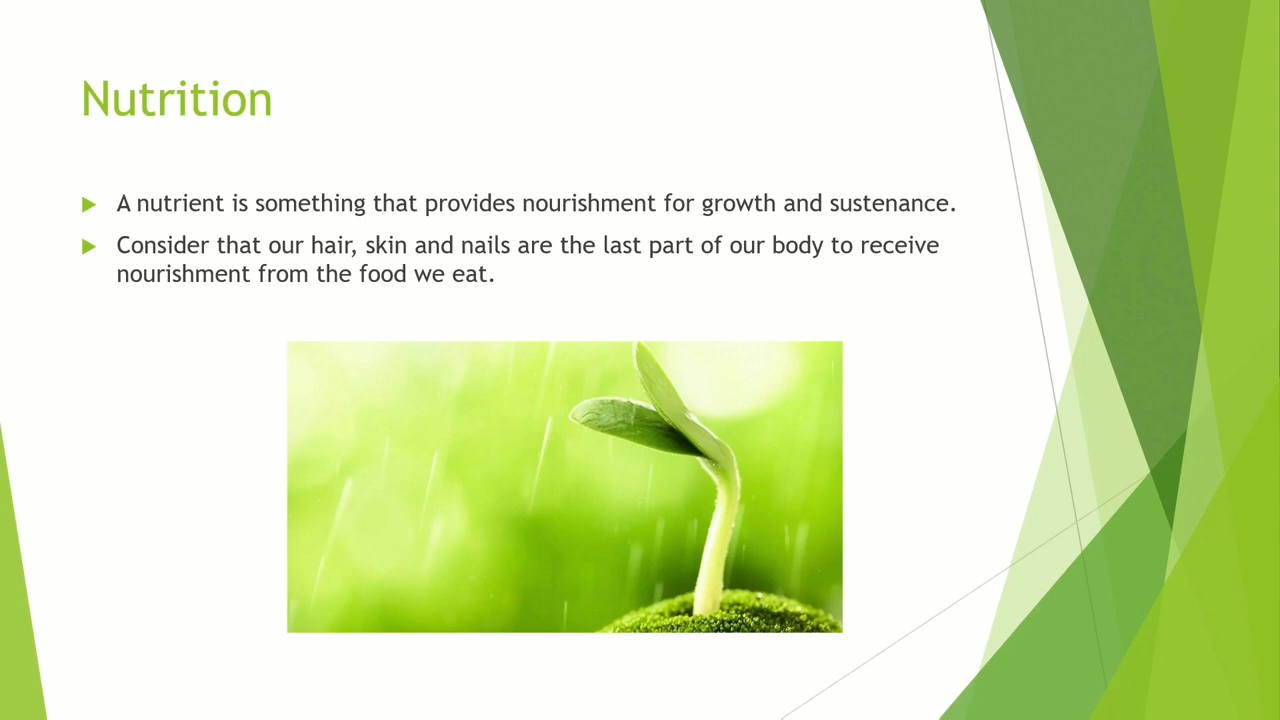 Nutrition
A nutrient is something that provides nourishment for growth and sustenance.
Consider that our hair, skin and nails are the last part of our body to receive
nourishment from the food we eat.